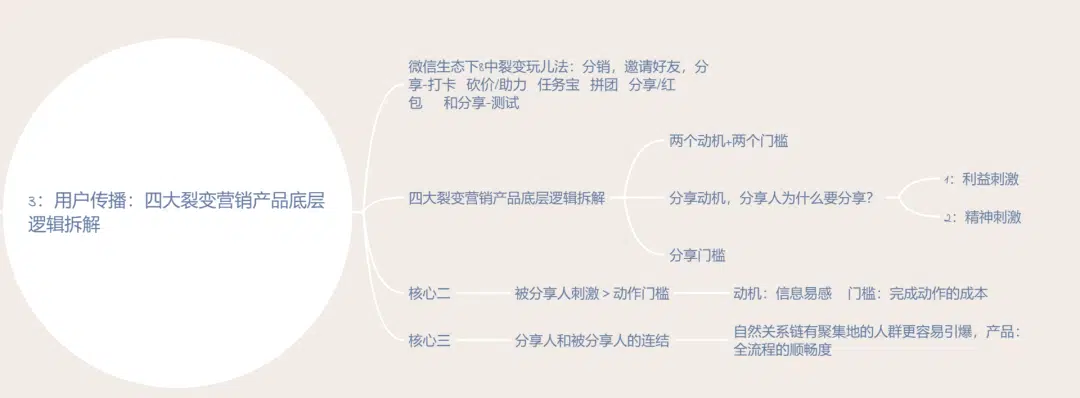 3：用户传播：四大裂变营销产品底层
逻辑拆解
微信生态下8中裂变玩儿法：分销，邀请好友，分
享-打卡 砍价/助力 任务宝 拼团 分享/红
包 和分享-测试
四大裂变营销产品底层逻辑拆解
两个动机+两个门槛
分享动机，分享人为什么要分享？
1：利益刺激
2：精神刺激
分享门槛
核心二
被分享人刺激 > 动作门槛
动机：信息易感 门槛：完成动作的成本
核心三
分享人和被分享人的连结
自然关系链有聚集地的人群更容易引爆，产品：
全流程的顺畅度